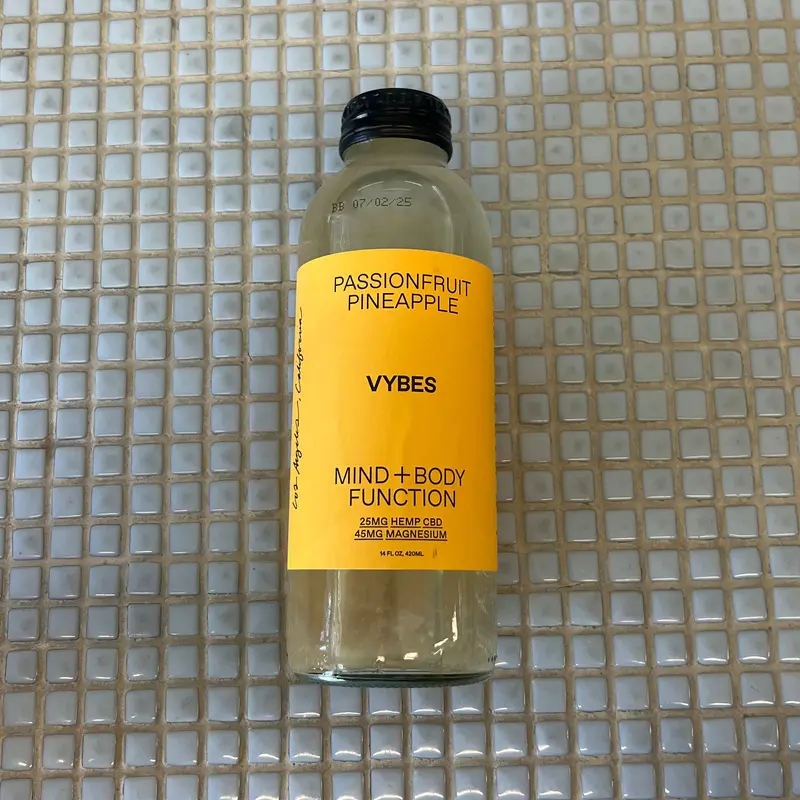 BB 07/02/25
PASSIONFRUIT
PINEAPPLE
Los Angeles, California
VYBES
MIND + BODY
FUNCTION
25MG HEMP CBD
45MG MAGNESIUM
14 FL OZ, 420ML